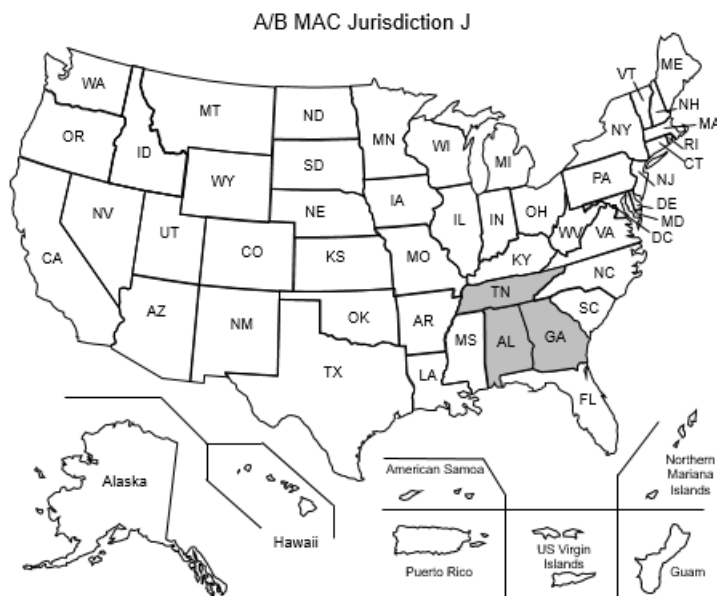 A/B MAC Jurisdiction J
WA
MT
ND
MN
VT
ME
NH
MA
OR
ID
SD
WI
MI
NY
RI
CT
WY
NE
IA
PA
NJ
NV
UT
CO
KS
IL
IN
OH
DE
MD
DC
CA
MO
WV
VA
KY
NC
TN
AZ
NM
OK
AR
SC
MS
AL
GA
TX
LA
FL
Alaska
Hawaii
American Samoa
Northern
Mariana
Islands
Puerto Rico
US Virgin
Islands
Guam